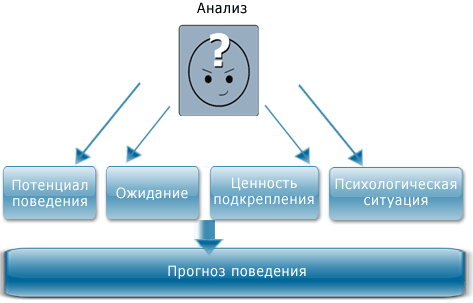 Анализ
?
Потенциал
поведения
Ожидание
Ценность
подкрепления
Психологическая
ситуация
Прогноз поведения